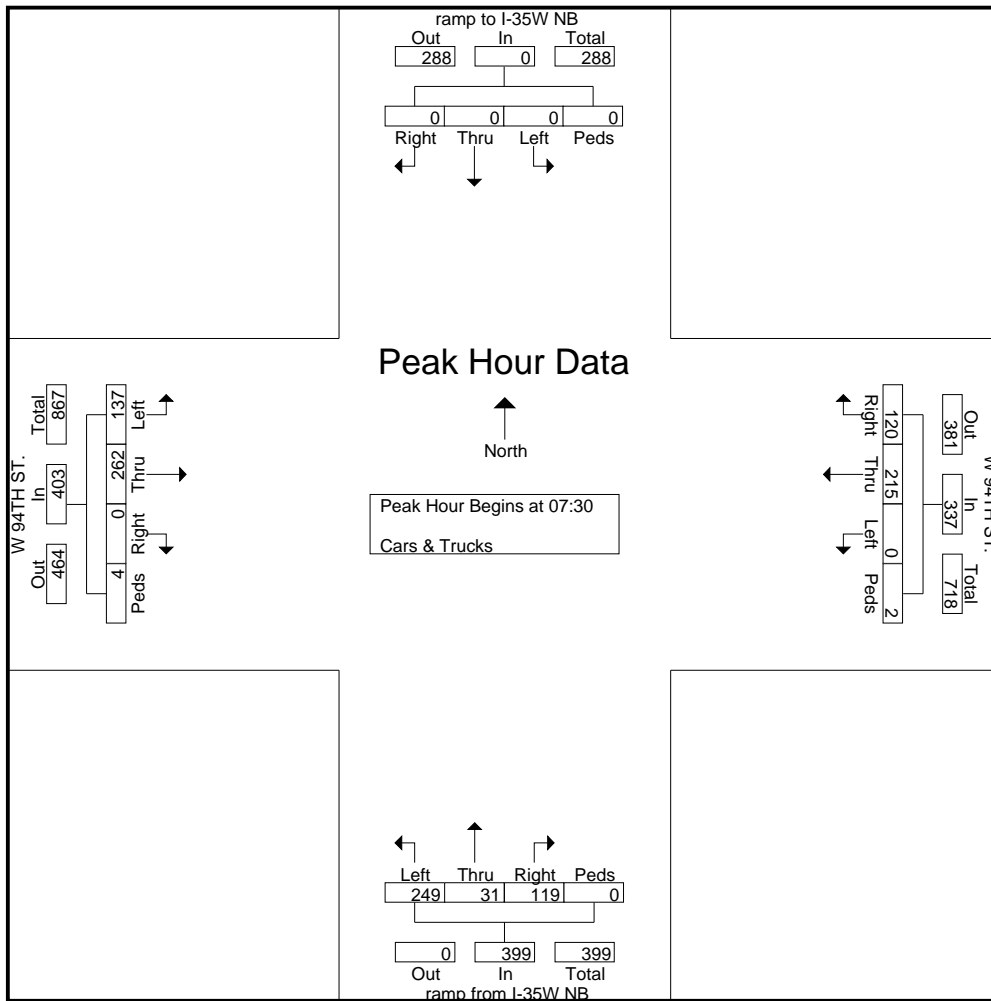 ramp to I-35W NB
Out In Total
288 0 288
0 0 0 0
Right Thru Left Peds
Peak Hour Data
North
Peak Hour Begins at 07:30
Cars & Trucks
W 94TH ST.
Total In Out
867 403 464
137 262 0 4
Left Thru Right Peds
Right Thru Left Peds
120 215 0 2
Out In Total
381 337 718
W 94TH ST.
Left Thru Right Peds
249 31 119 0
0 399 399
Out In Total
ramp from I-35W NB